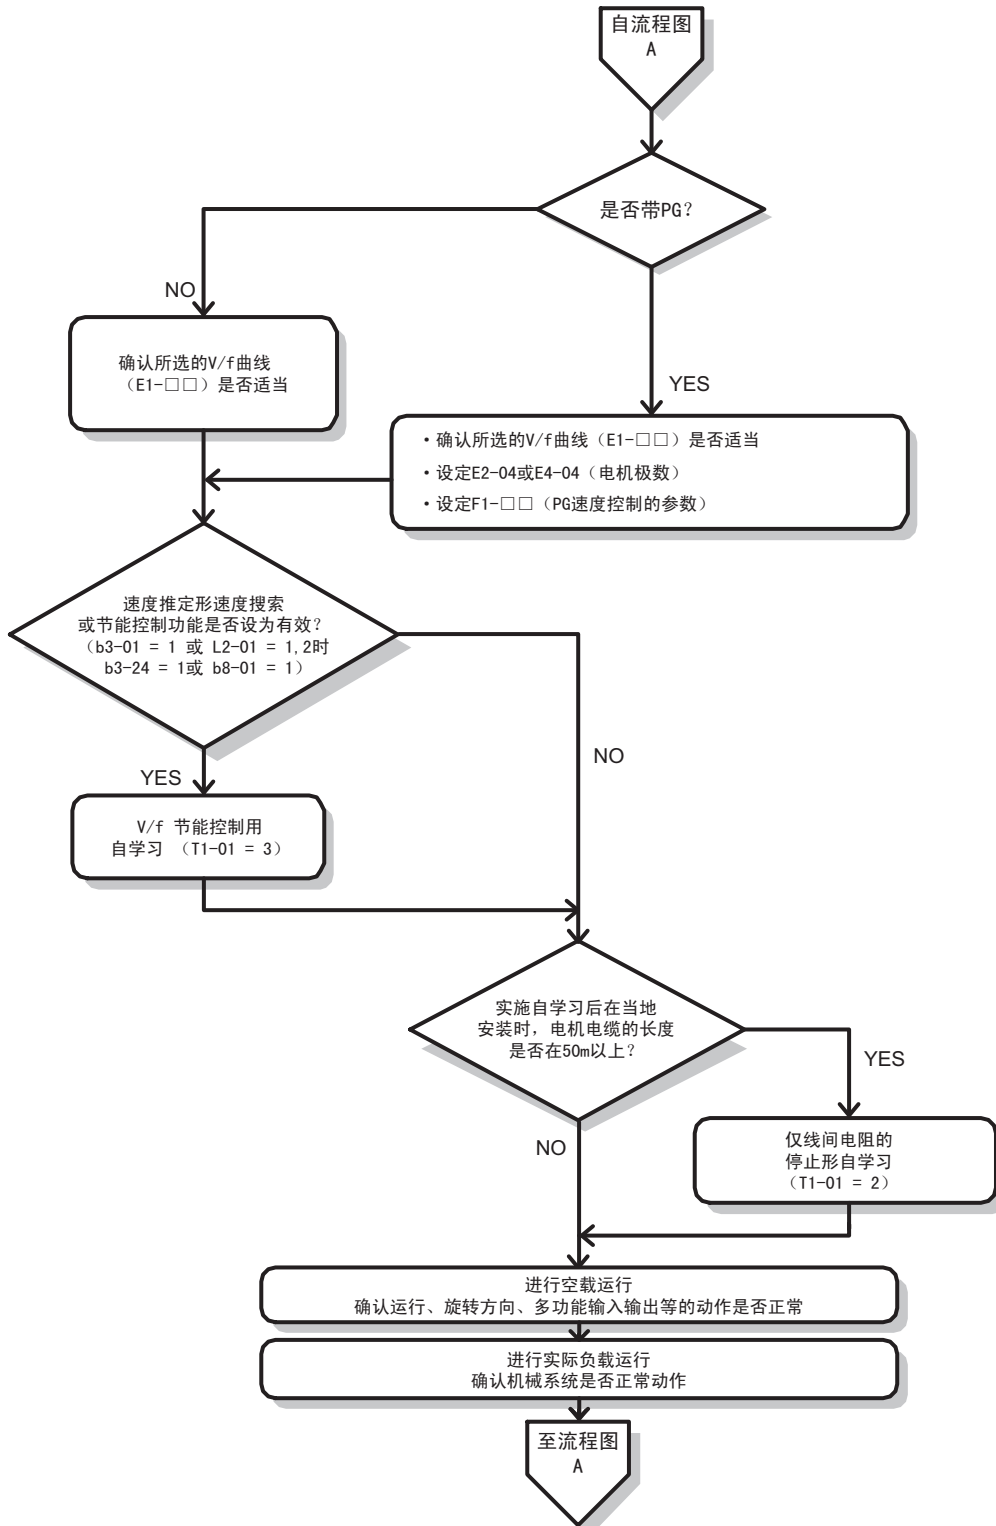 自流程图
A
是否带PG?
NO
确认所选的V/f曲线
（E1-□□）是否适当
YES
・确认所选的V/f曲线（E1-□□）是否适当
・设定E2-04或E4-04（电机极数）
・设定F1-□□（PG速度控制的参数）
速度推定形速度搜索
或节能控制功能是否设为有效?
（b3-01 = 1 或 L2-01 = 1,2时
b3-24 = 1或 b8-01 = 1）
NO
YES
V/f 节能控制用
自学习 （T1-01 = 3）
实施自学习后在当地
安装时，电机电缆的长度
是否在50m以上?
YES
NO
仅线间电阻的
停止形自学习
（T1-01 = 2）
进行空载运行
确认运行、旋转方向、多功能输入输出等的动作是否正常
进行实际负载运行
确认机械系统是否正常动作
至流程图
A